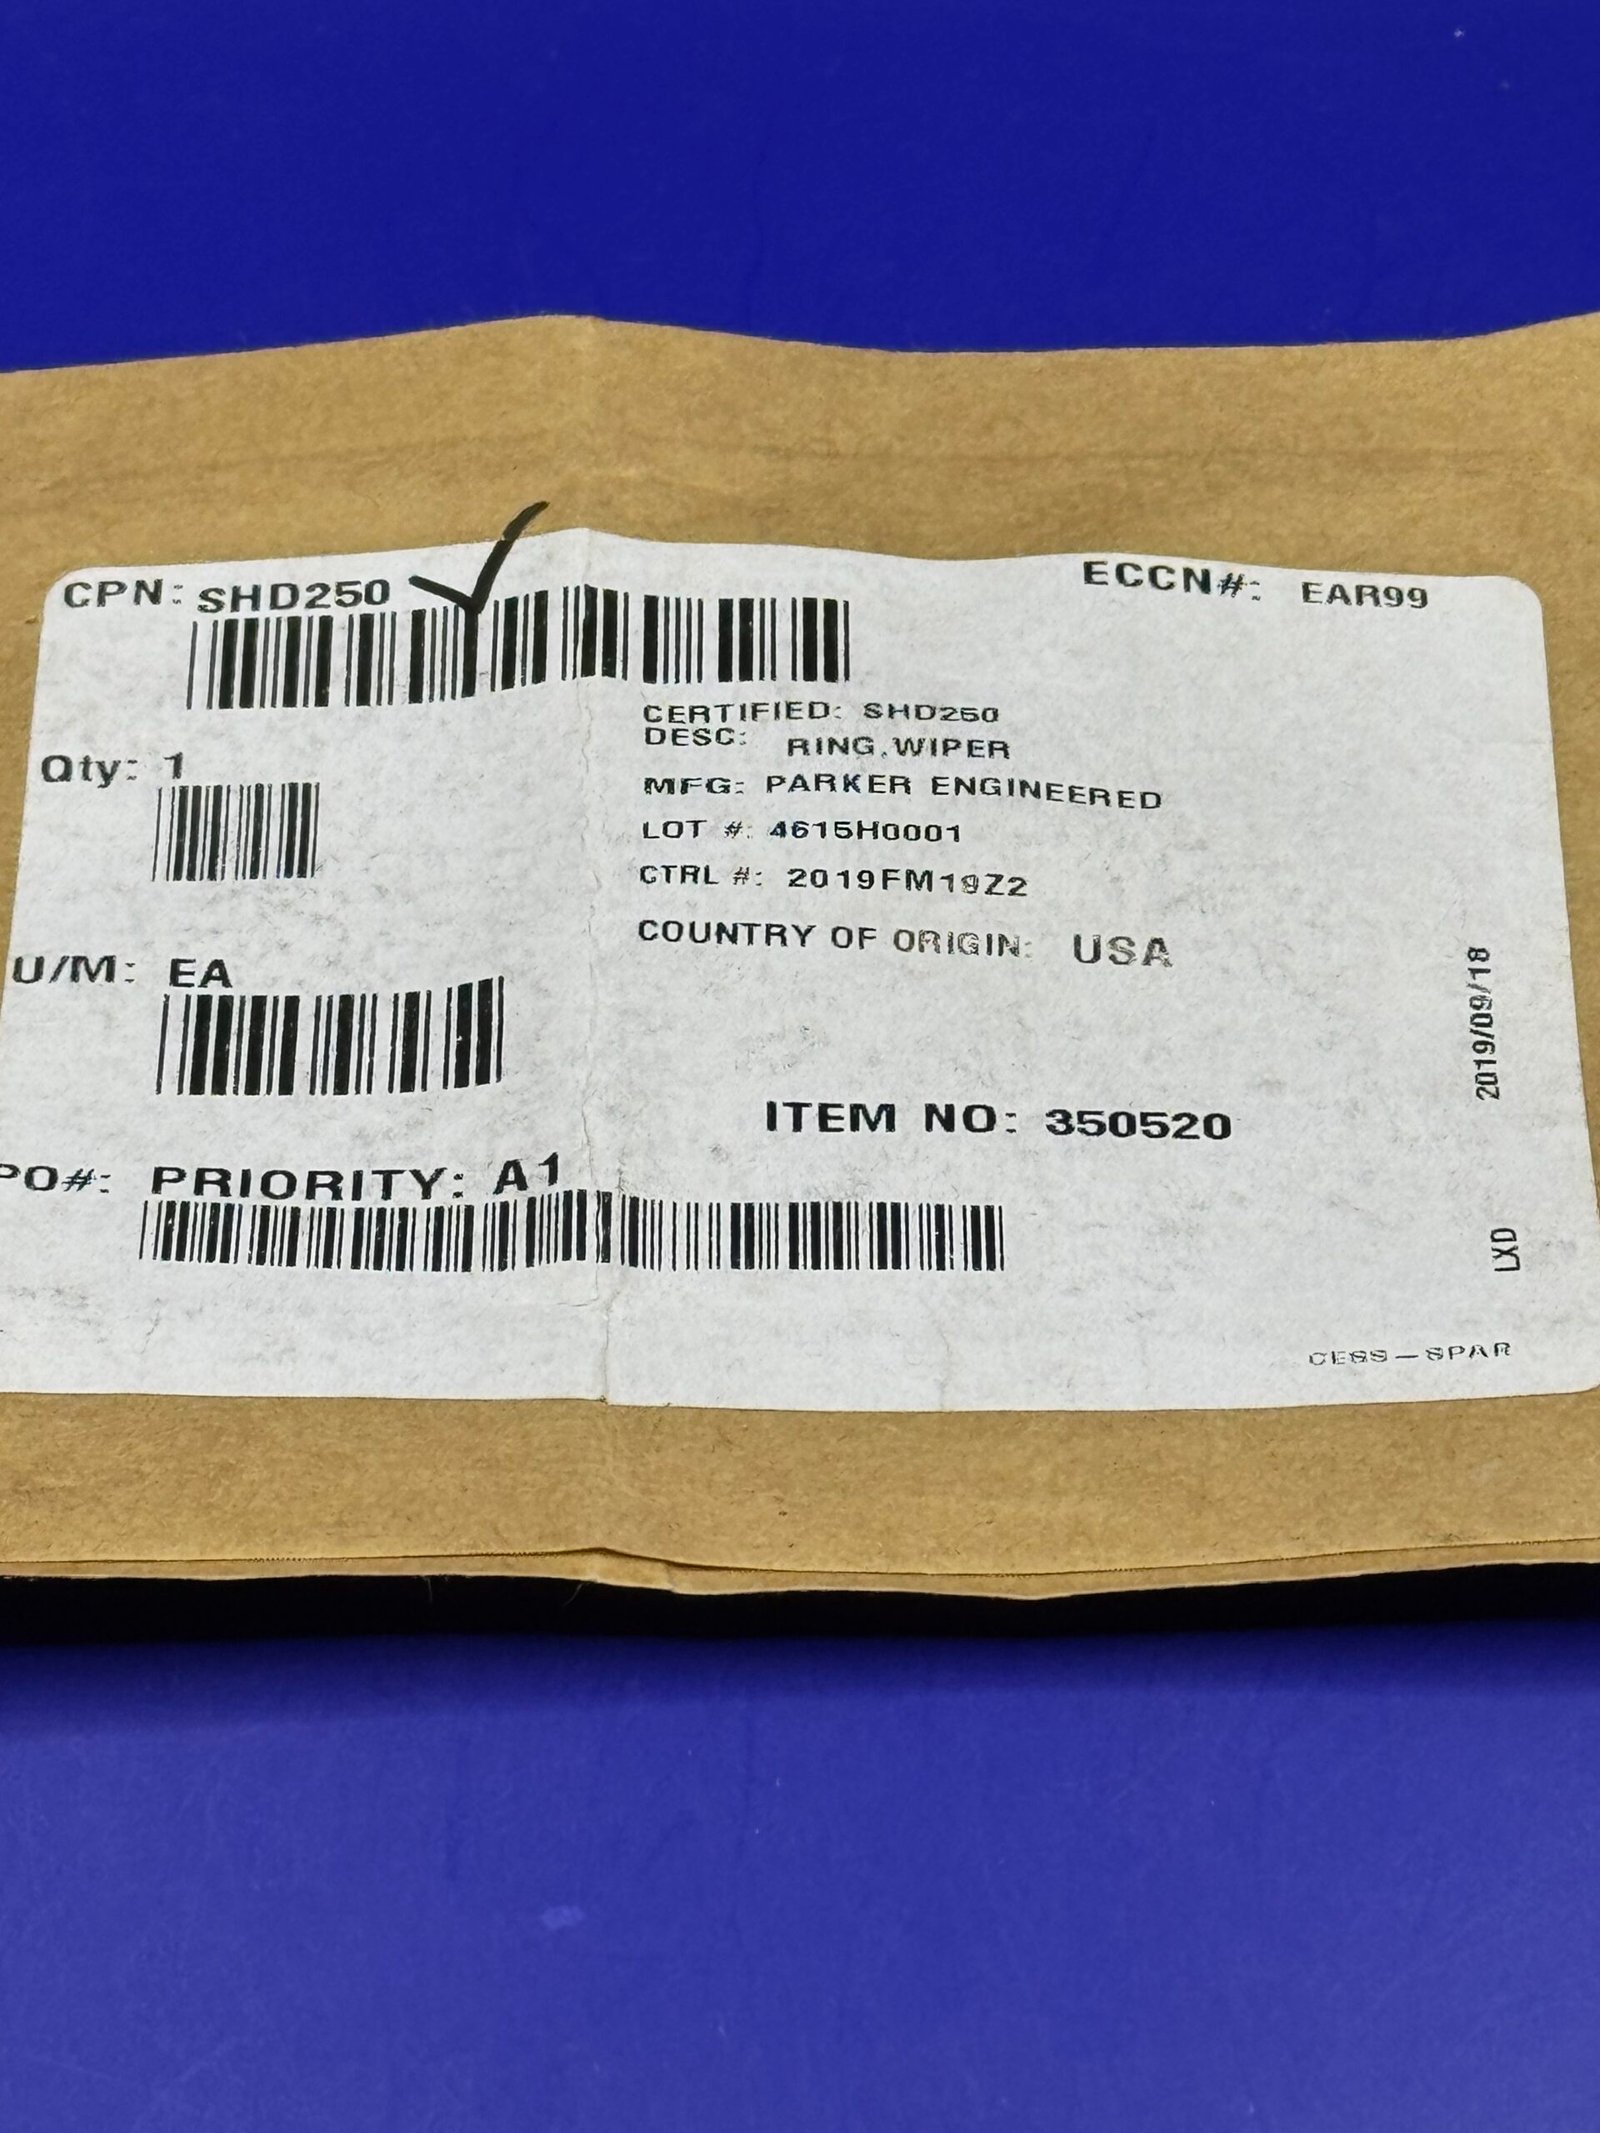 CPN: SHD250
ECCN#: EAR99
CERTIFIED: SHD250
DESC: RING,WIPER
Qty: 1
MFG: PARKER ENGINEERED
LOT #: 4615H0001
CTRL #: 2019FM19Z2
COUNTRY OF ORIGIN: USA
U/M: EA
2019/09/18
ITEM NO: 350520
PO#: PRIORITY: A1
LXD
CESS-SPAR